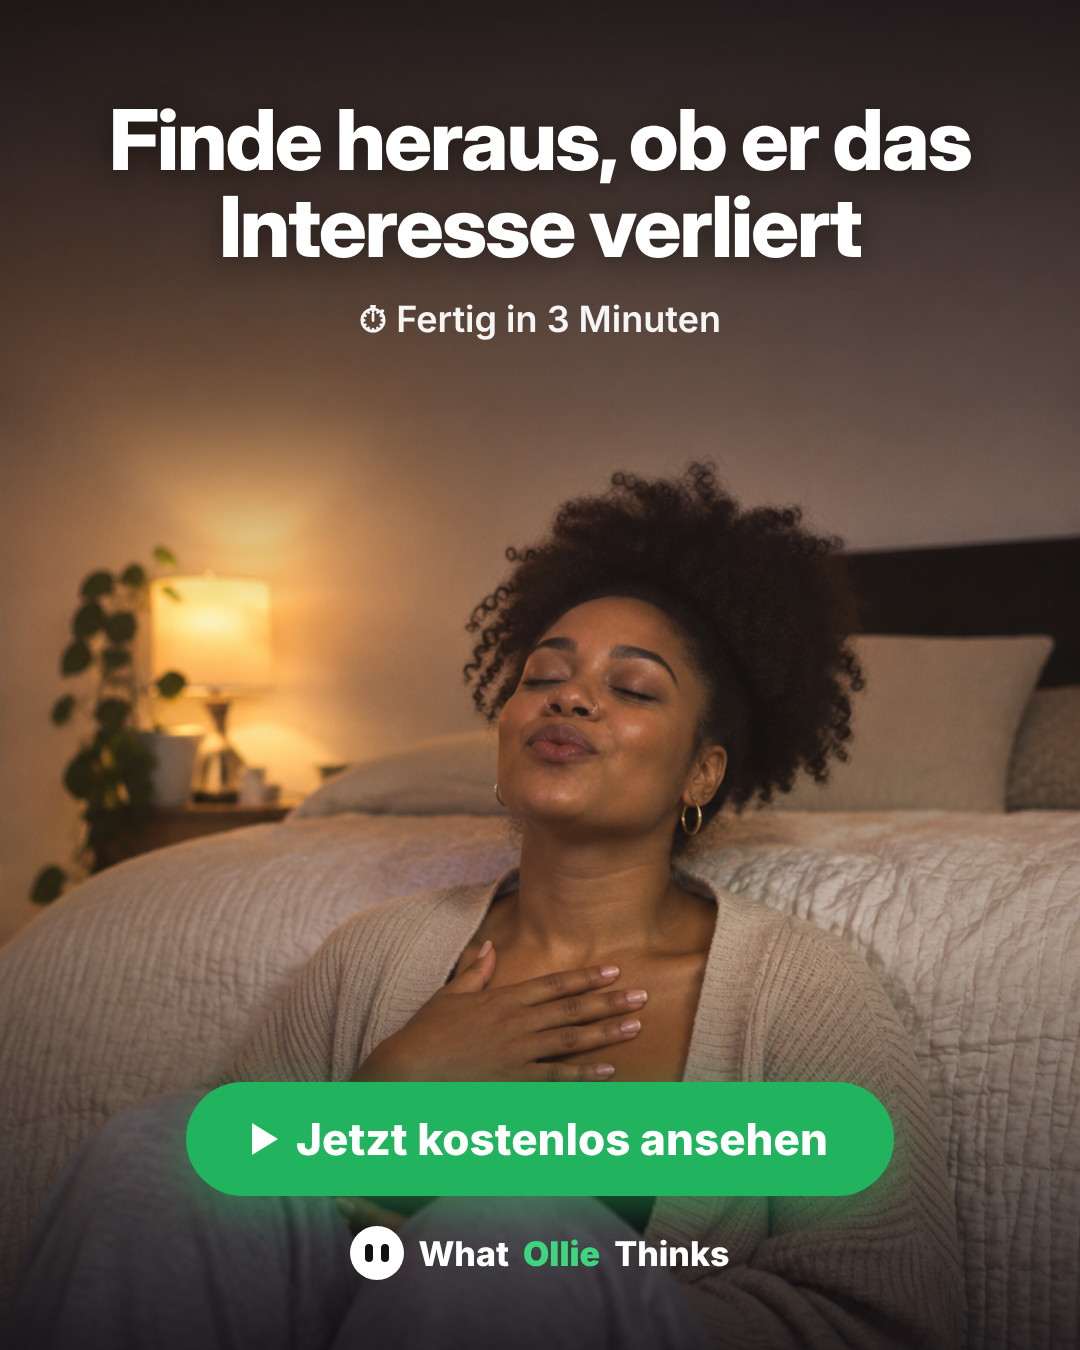 Finde heraus, ob er das
Interesse verliert
⏱ Fertig in 3 Minuten
▶ Jetzt kostenlos ansehen
What Ollie Thinks